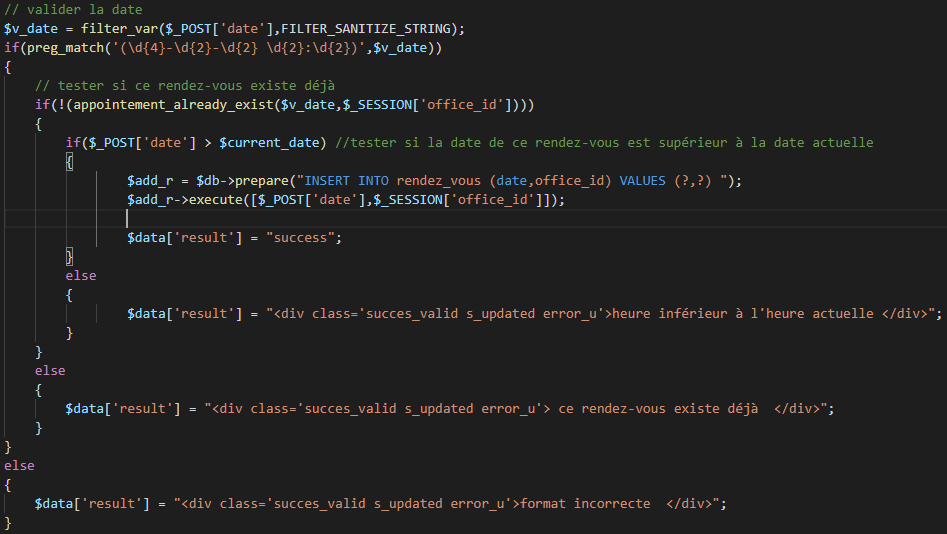 // valider la date
$v_date = filter_var($_POST['date'],FILTER_SANITIZE_STRING);
if(preg_match('(\d{4}-\d{2}-\d{2} \d{2}:\d{2})',$v_date))
{
// tester si ce rendez-vous existe déjà
if(!(appointement_already_exist($v_date,$_SESSION['office_id'])))
{
if($_POST['date'] > $current_date) //tester si la date de ce rendez-vous est supérieur à la date actuelle
{
$add_r = $db->prepare("INSERT INTO rendez_vous (date,office_id) VALUES (?,?) ");
$add_r->execute([$_POST['date'],$_SESSION['office_id']]);
$data['result'] = "success";
}
else
{
$data['result'] = "<div class='succes_valid s_updated error_u'>heure inférieur à l'heure actuelle </div>";
}
}
else
{
$data['result'] = "<div class='succes_valid s_updated error_u'> ce rendez-vous existe déjà  </div>";
}
}
else
{
$data['result'] = "<div class='succes_valid s_updated error_u'>format incorrecte  </div>";
}